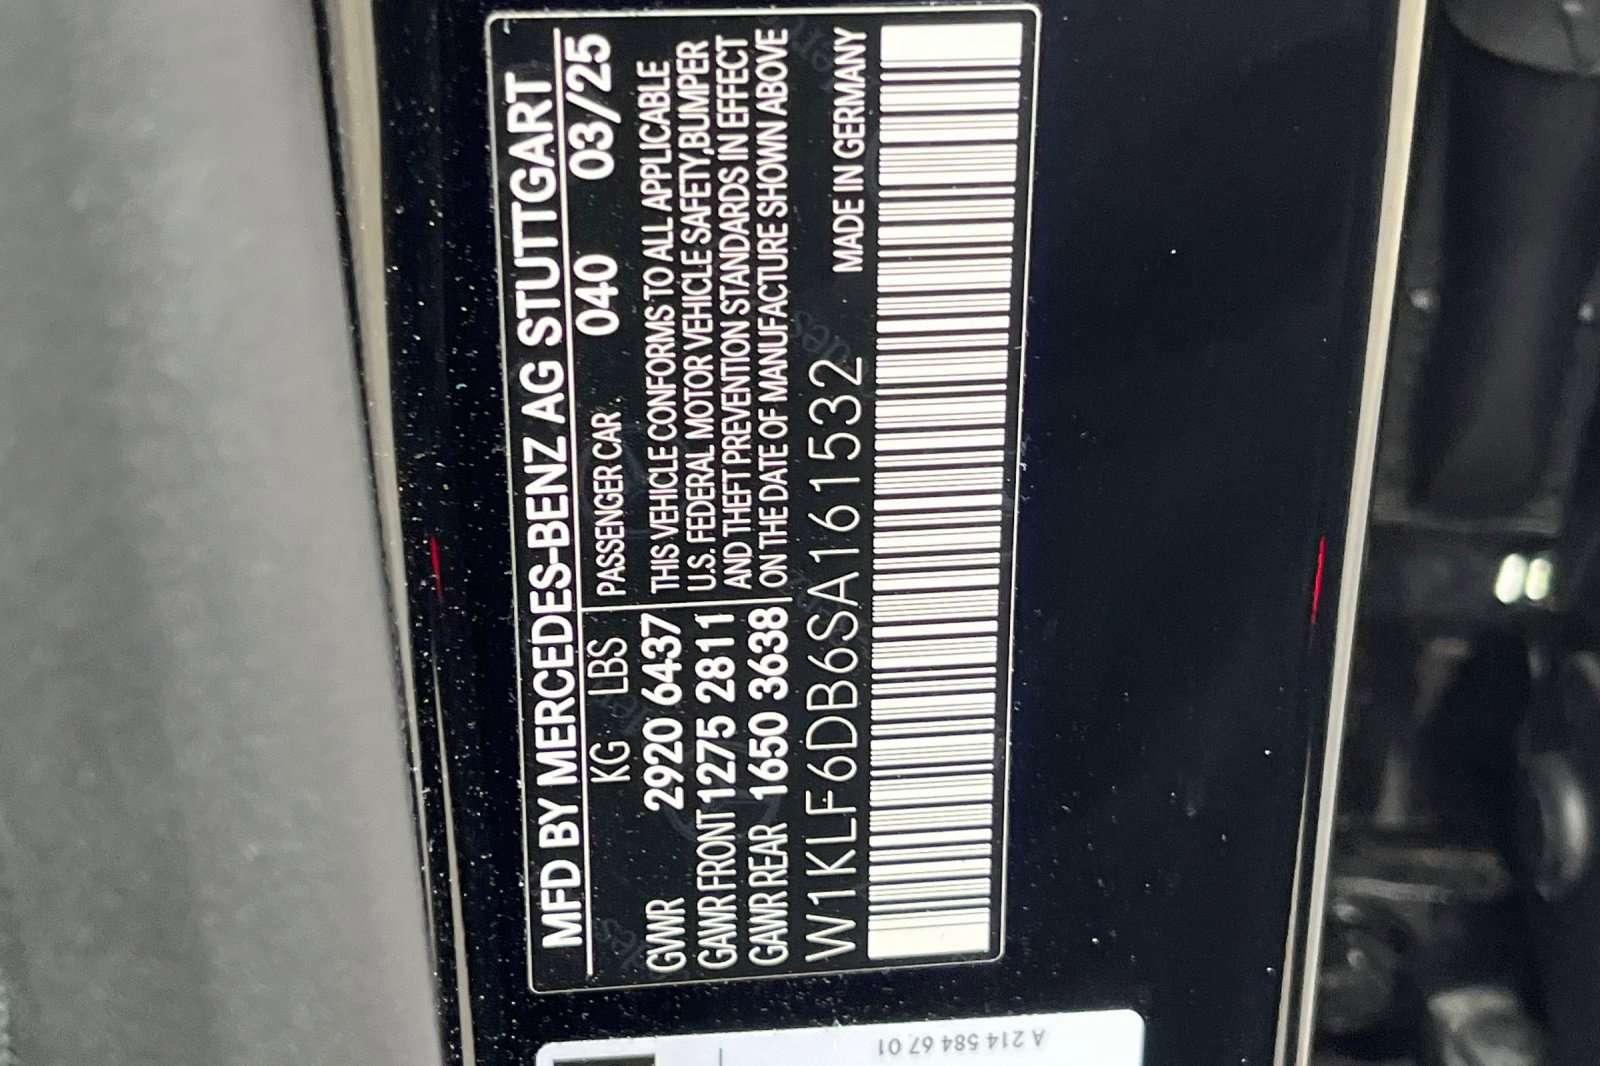 MFD BY MERCEDES-BENZ AG STUTTGART
KG LBS PASSENGER CAR 040 03/25
GVWR 2920 6437
GAWR FRONT 1275 2811
GAWR REAR 1650 3638
THIS VEHICLE CONFORMS TO ALL APPLICABLE
U.S. FEDERAL MOTOR VEHICLE SAFETY,BUMPER
AND THEFT PREVENTION STANDARDS IN EFFECT
ON THE DATE OF MANUFACTURE SHOWN ABOVE
W1KLF6DB6SA161532 MADE IN GERMANY
A 214 584 67 01